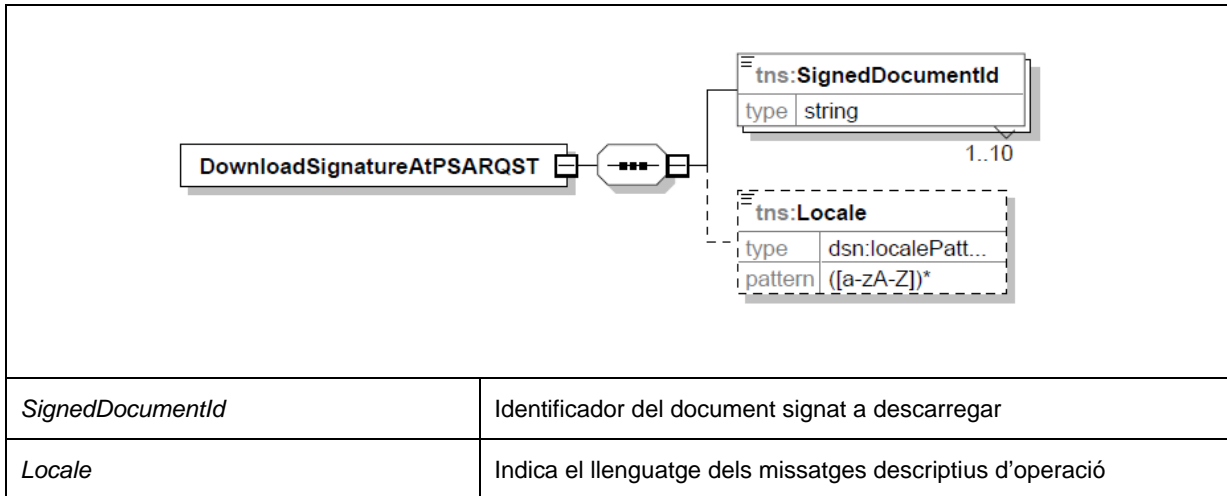 tns:SignedDocumentId
type string
1..10
DownloadSignatureAtPSARQST
tns:Locale
type dsn:localePatt...
pattern ([a-zA-Z])*
SignedDocumentId Identificador del document signat a descarregar
Locale Indica el llenguatge dels missatges descriptius d’operació